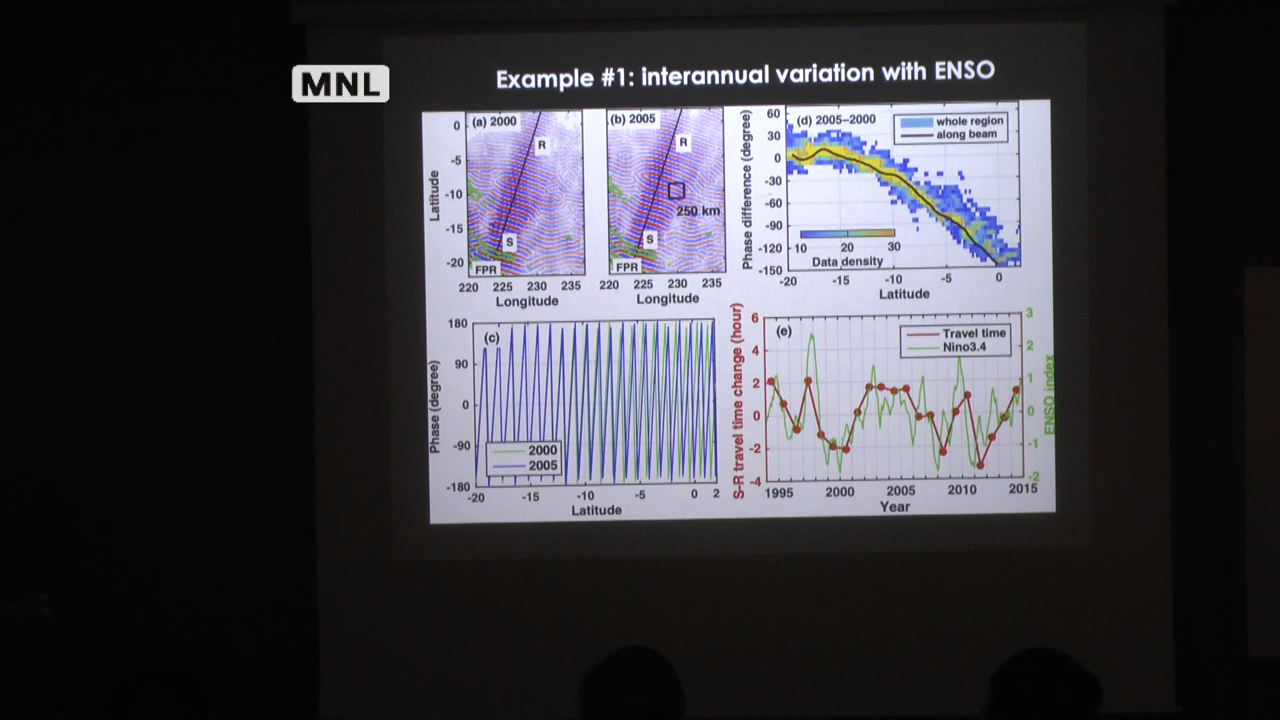 MNL
Example #1: interannual variation with ENSO
(a) 2000
R
S
FPR
0
-5
-10
-15
-20
Latitude
220 225 230 235
Longitude
(b) 2005
R
250 km
S
FPR
220 225 230 235
Longitude
(d) 2005–2000
whole region
along beam
60
30
0
-30
-60
-90
-120
-150
Phase difference (degree)
10 20 30
Data density
-20 -15 -10 -5 0
Latitude
(c)
180
90
0
-90
-180
Phase (degree)
2000
2005
-20 -15 -10 -5 0 2
Latitude
(e)
Travel time
Nino3.4
6
4
2
0
-2
-4
S-R travel time change (hour)
3
2
1
0
-1
-2
ENSO index
1995 2000 2005 2010 2015
Year